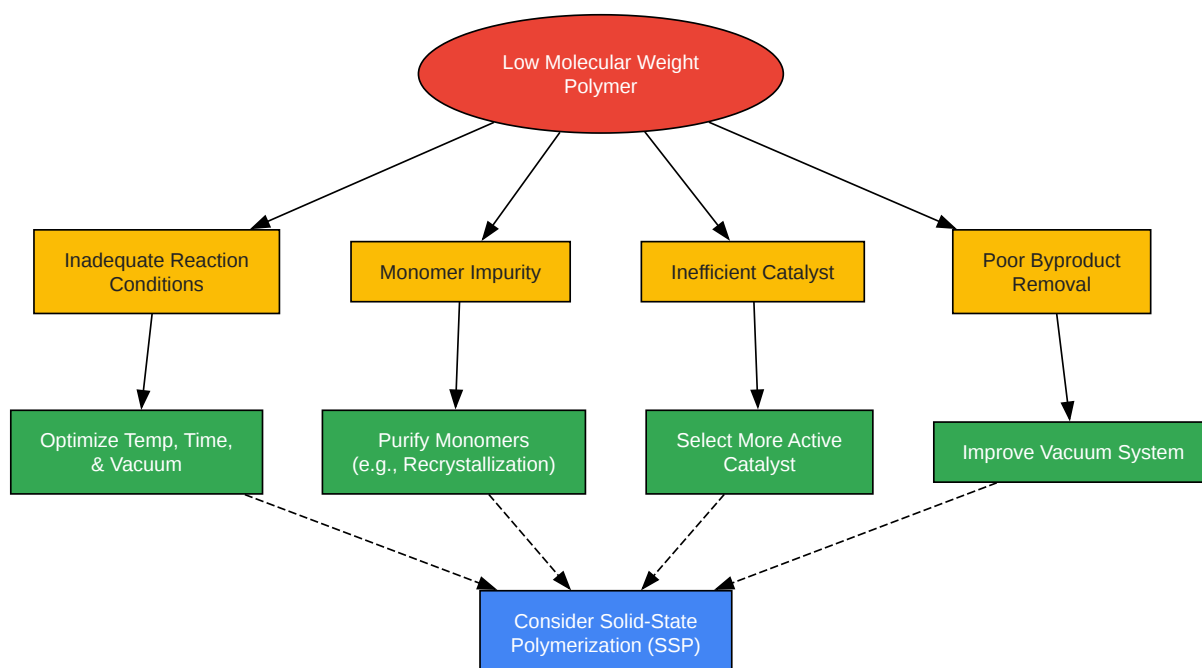 Low Molecular Weight
Polymer
Inadequate Reaction
Conditions
Monomer Impurity
Inefficient Catalyst
Poor Byproduct
Removal
Optimize Temp, Time,
& Vacuum
Purify Monomers
(e.g., Recrystallization)
Select More Active
Catalyst
Improve Vacuum System
Consider Solid-State
Polymerization (SSP)